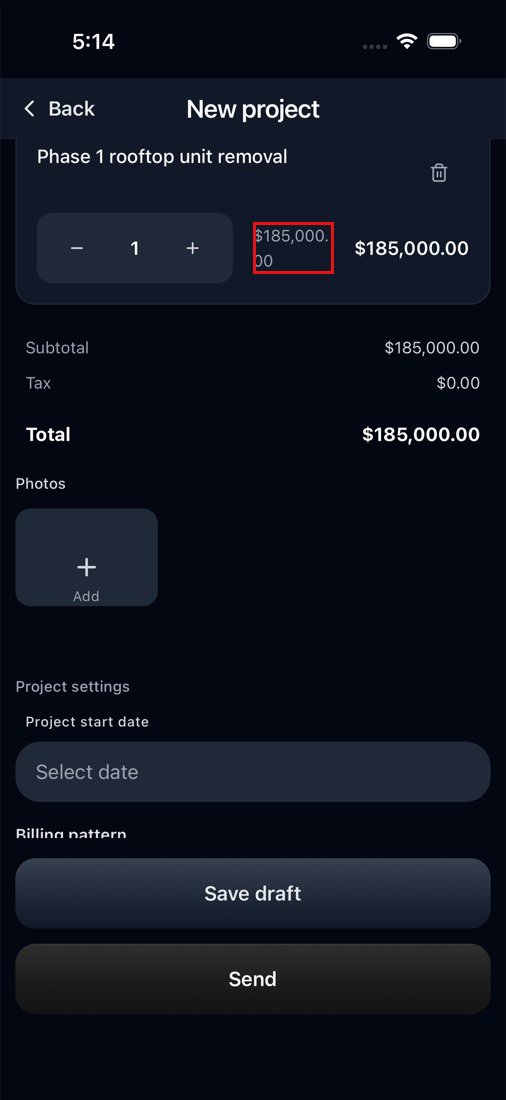 5:14
Back
New project
Phase 1 rooftop unit removal
1
$185,000.
00
$185,000.00
Subtotal
$185,000.00
Tax
$0.00
Total
$185,000.00
Photos
Add
Project settings
Project start date
Select date
Billing pattern
Save draft
Send